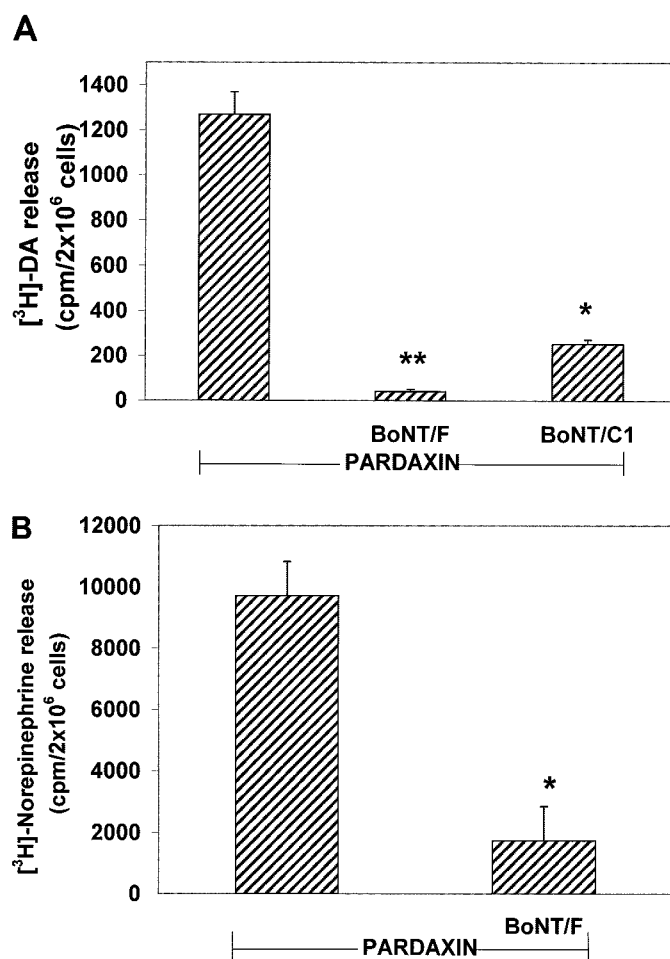 A
[³H]-DA release
(cpm/2x10⁶ cells)
1400
1200
1000
800
600
400
200
0
**
*
BoNT/F
BoNT/C1
PARDAXIN
B
[³H]-Norepinephrine release
(cpm/2x10⁶ cells)
12000
10000
8000
6000
4000
2000
0
*
BoNT/F
PARDAXIN